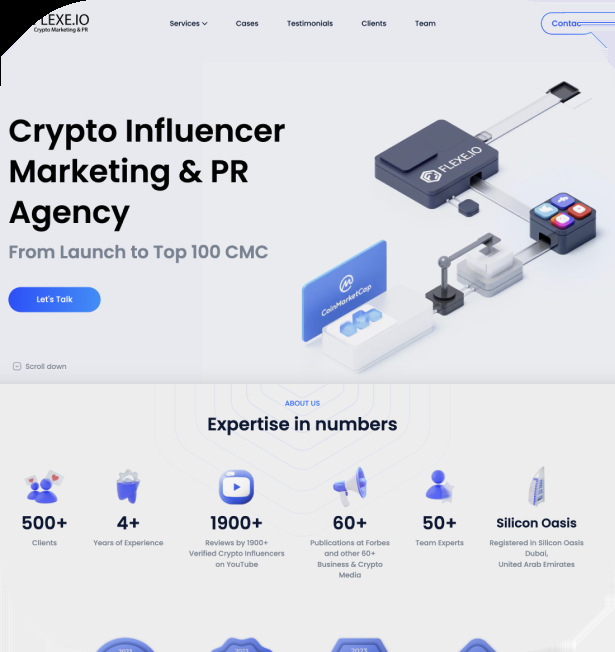 FLEXE.IO
Crypto Marketing & PR
Services
Cases
Testimonials
Clients
Team
Contac
Crypto Influencer
Marketing & PR
Agency
From Launch to Top 100 CMC
Let's Talk
Scroll down
FLEXE.IO
CoinMarketCap
ABOUT US
Expertise in numbers
500+
Clients
4+
Years of Experience
1900+
Reviews by 1900+
Verified Crypto Influencers
on YouTube
60+
Publications at Forbes
and other 60+
Business & Crypto
Media
50+
Team Experts
Silicon Oasis
Registered in Silicon Oasis
Dubai,
United Arab Emirates
2023
2023
2023